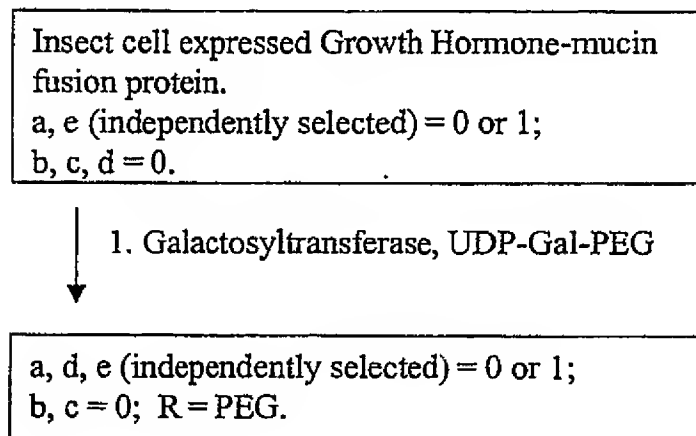 Insect cell expressed Growth Hormone-mucin
fusion protein.
a, e (independently selected) = 0 or 1;
b, c, d = 0.
1. Galactosyltransferase, UDP-Gal-PEG
a, d, e (independently selected) = 0 or 1;
b, c = 0; R = PEG.